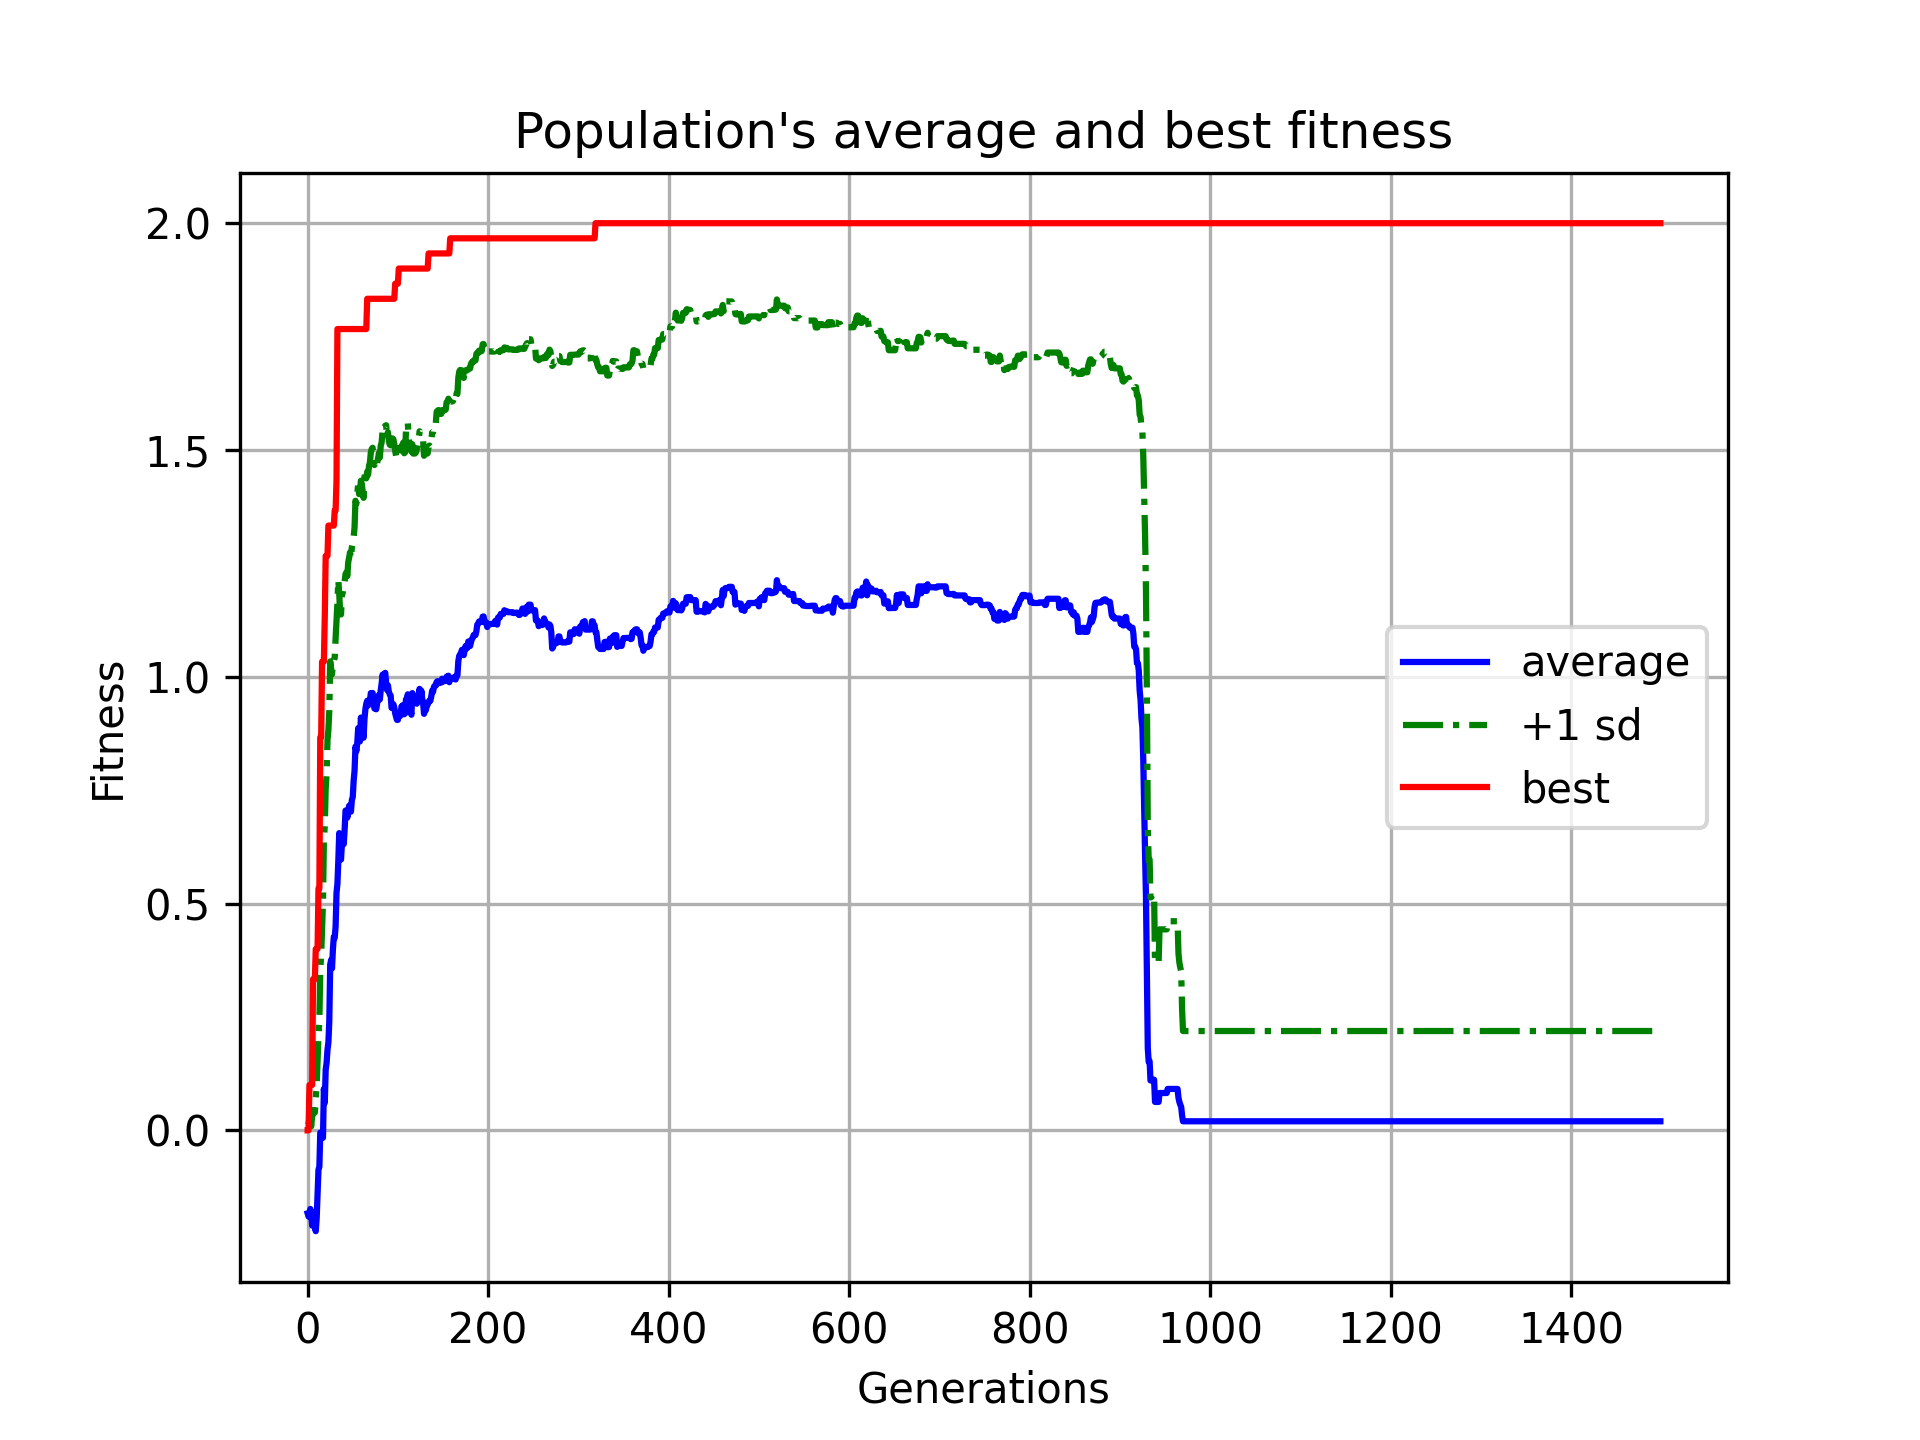 Population's average and best fitness
2.0
1.5
1.0
0.5
0.0
Fitness
average
+1 sd
best
0 200 400 600 800 1000 1200 1400
Generations